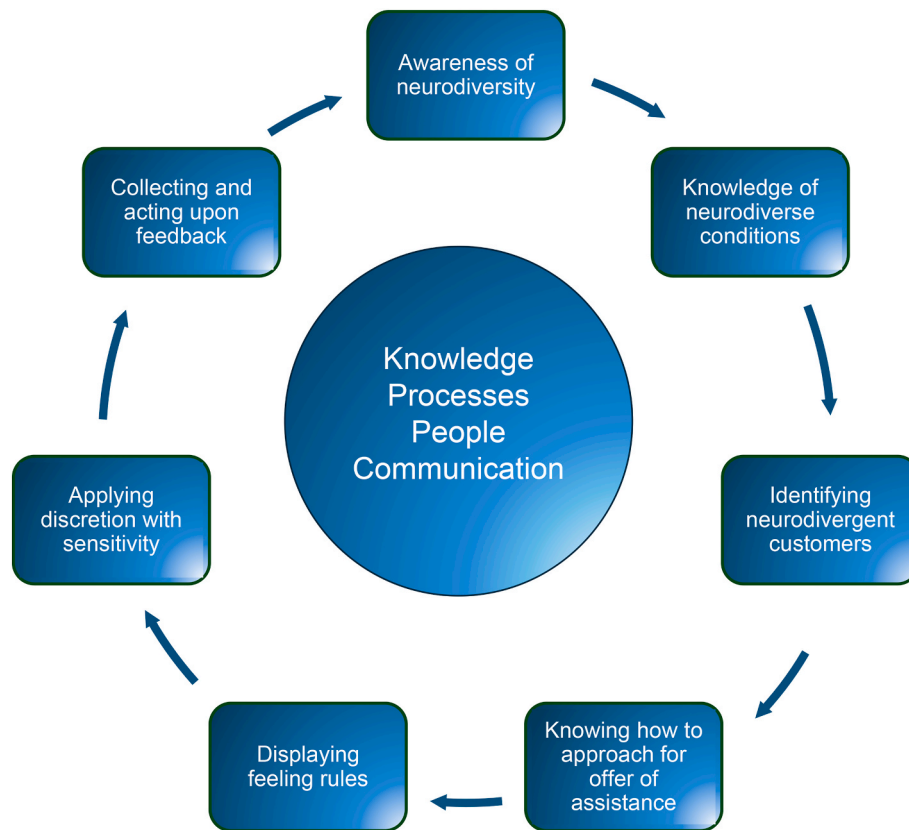 Awareness of
neurodiversity
Knowledge of
neurodiverse
conditions
Identifying
neurodivergent
customers
Knowing how to
approach for
offer of
assistance
Displaying
feeling rules
Applying
discretion with
sensitivity
Collecting and
acting upon
feedback
Knowledge
Processes
People
Communication